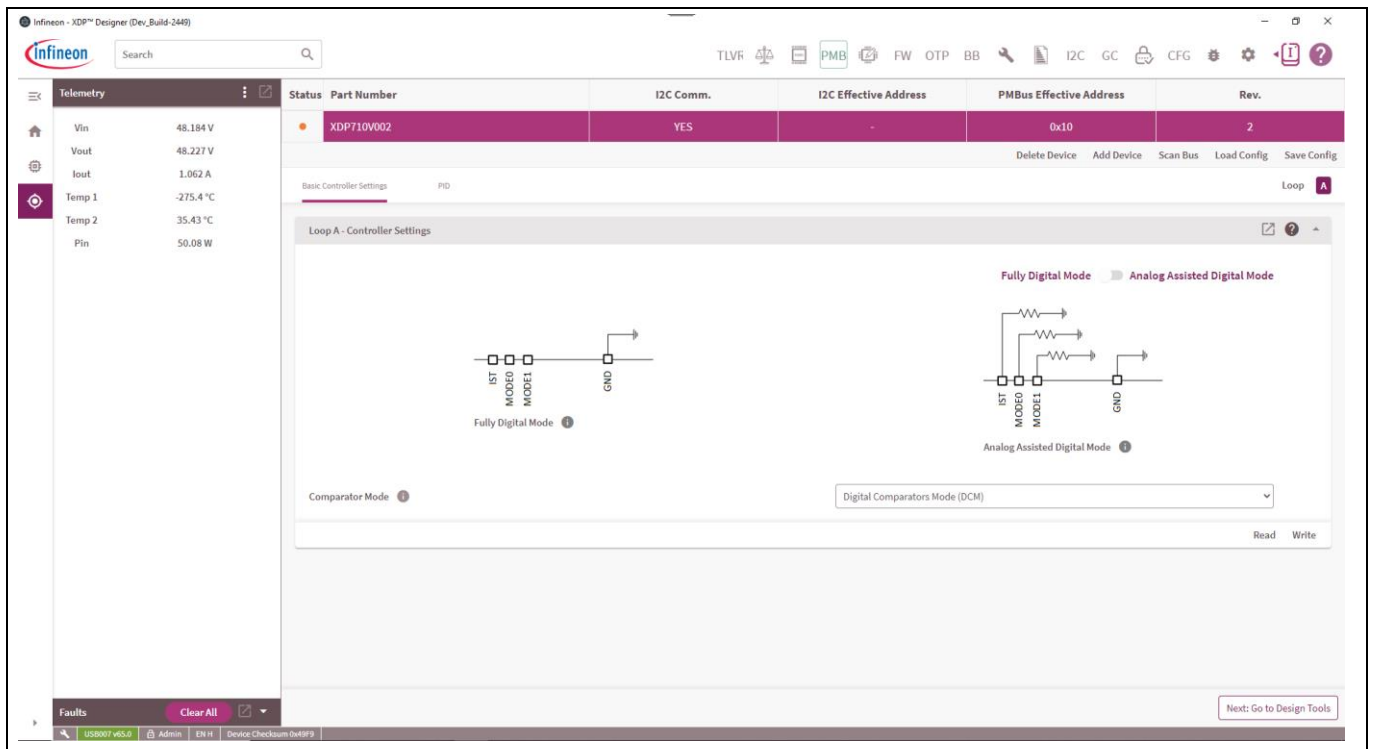 Infineon - XDP™ Designer (Dev_Build-2449)
infineon
Search
TLVR
PMB
FW OTP BB
I2C GC
CFG
I
?
Telemetry
Status Part Number I2C Comm. I2C Effective Address PMBus Effective Address Rev.
XDP710V002 YES - 0x10 2
Vin 48.184 V
Vout 48.227 V
Iout 1.062 A
Temp 1 -275.4 °C
Temp 2 35.43 °C
Pin 50.08 W
Delete Device Add Device Scan Bus Load Config Save Config
Basic Controller Settings PID Loop A
Loop A - Controller Settings
Fully Digital Mode Analog Assisted Digital Mode
IST
MODE0
MODE1
GND
Fully Digital Mode
IST
MODE0
MODE1
GND
Analog Assisted Digital Mode
Comparator Mode Digital Comparators Mode (DCM)
Read Write
Next: Go to Design Tools
Faults Clear All
USB007 v65.0 Admin EN H Device Checksum 0x49F9